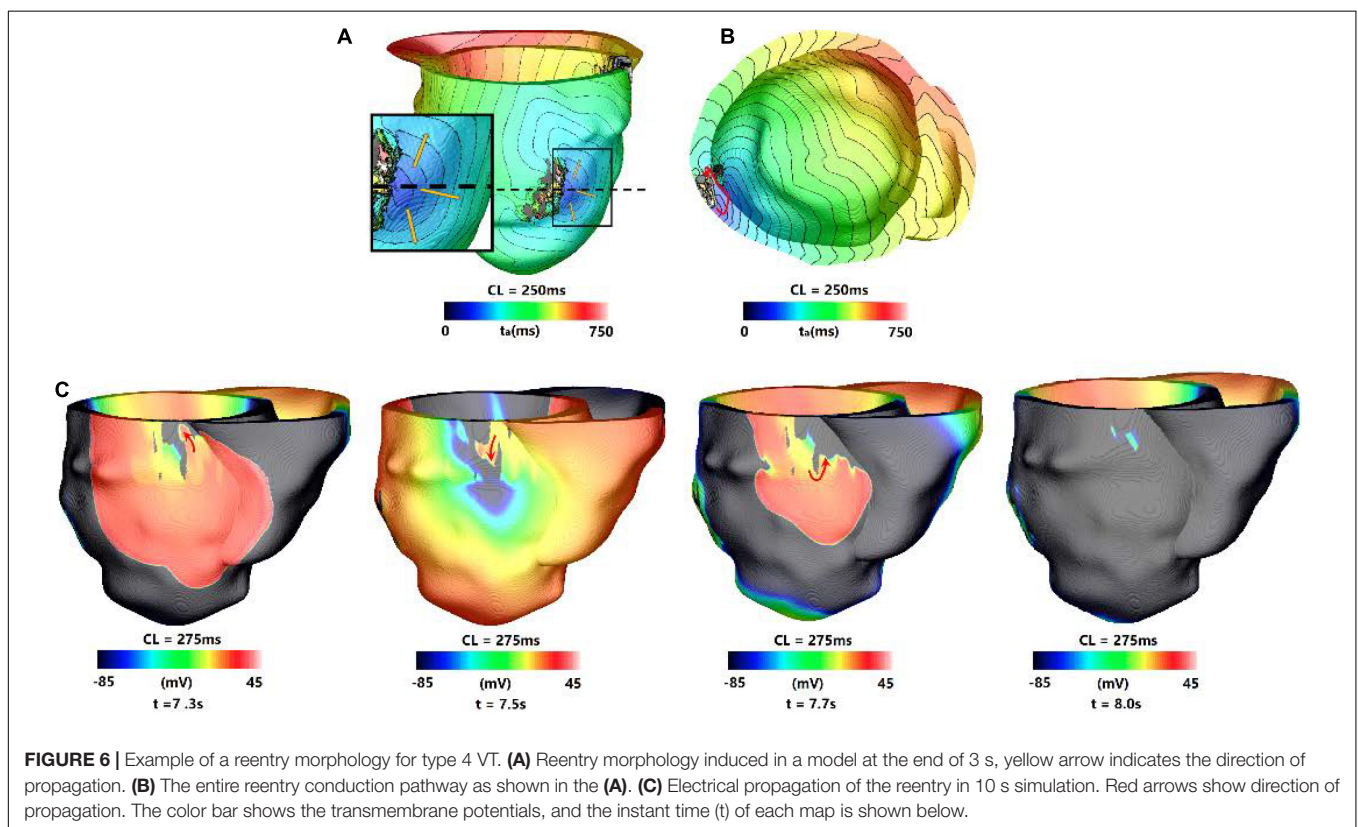 A
B
CL = 250ms
0 tₐ(ms) 750
CL = 250ms
0 tₐ(ms) 750
C
CL = 275ms
-85 (mV) 45
t =7 .3s
CL = 275ms
-85 (mV) 45
t = 7.5s
CL = 275ms
-85 (mV) 45
t = 7.7s
CL = 275ms
-85 (mV) 45
t = 8.0s
FIGURE 6 | Example of a reentry morphology for type 4 VT. (A) Reentry morphology induced in a model at the end of 3 s, yellow arrow indicates the direction of
propagation. (B) The entire reentry conduction pathway as shown in the (A). (C) Electrical propagation of the reentry in 10 s simulation. Red arrows show direction of
propagation. The color bar shows the transmembrane potentials, and the instant time (t) of each map is shown below.